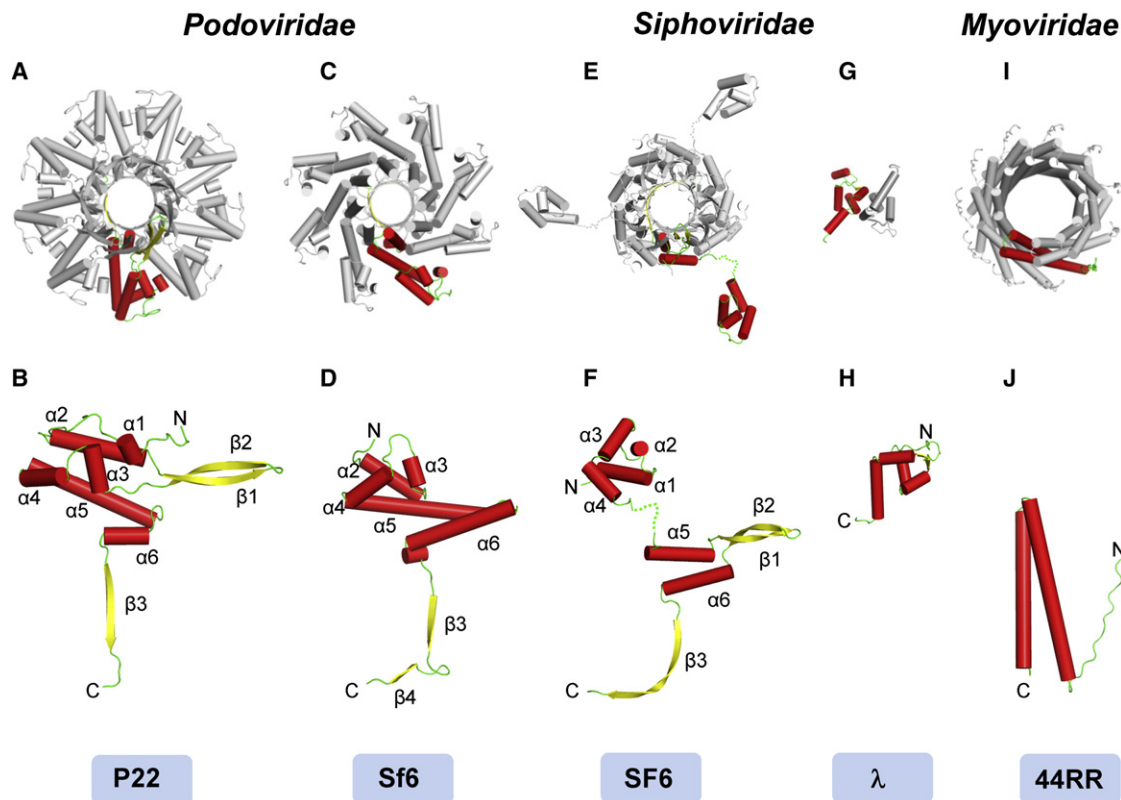 Podoviridae Siphoviridae Myoviridae
A C E G I
B D F H J
α2 α1 N
β2
α3
β1
α4 α5
α6
β3
C
N
α2 α3
α4
α5 α6
β3
C
β4
α3
α2
N α1
α4
β2
α5
β1
α6
β3
C
N
C
N
C
P22 Sf6 SF6 λ 44RR